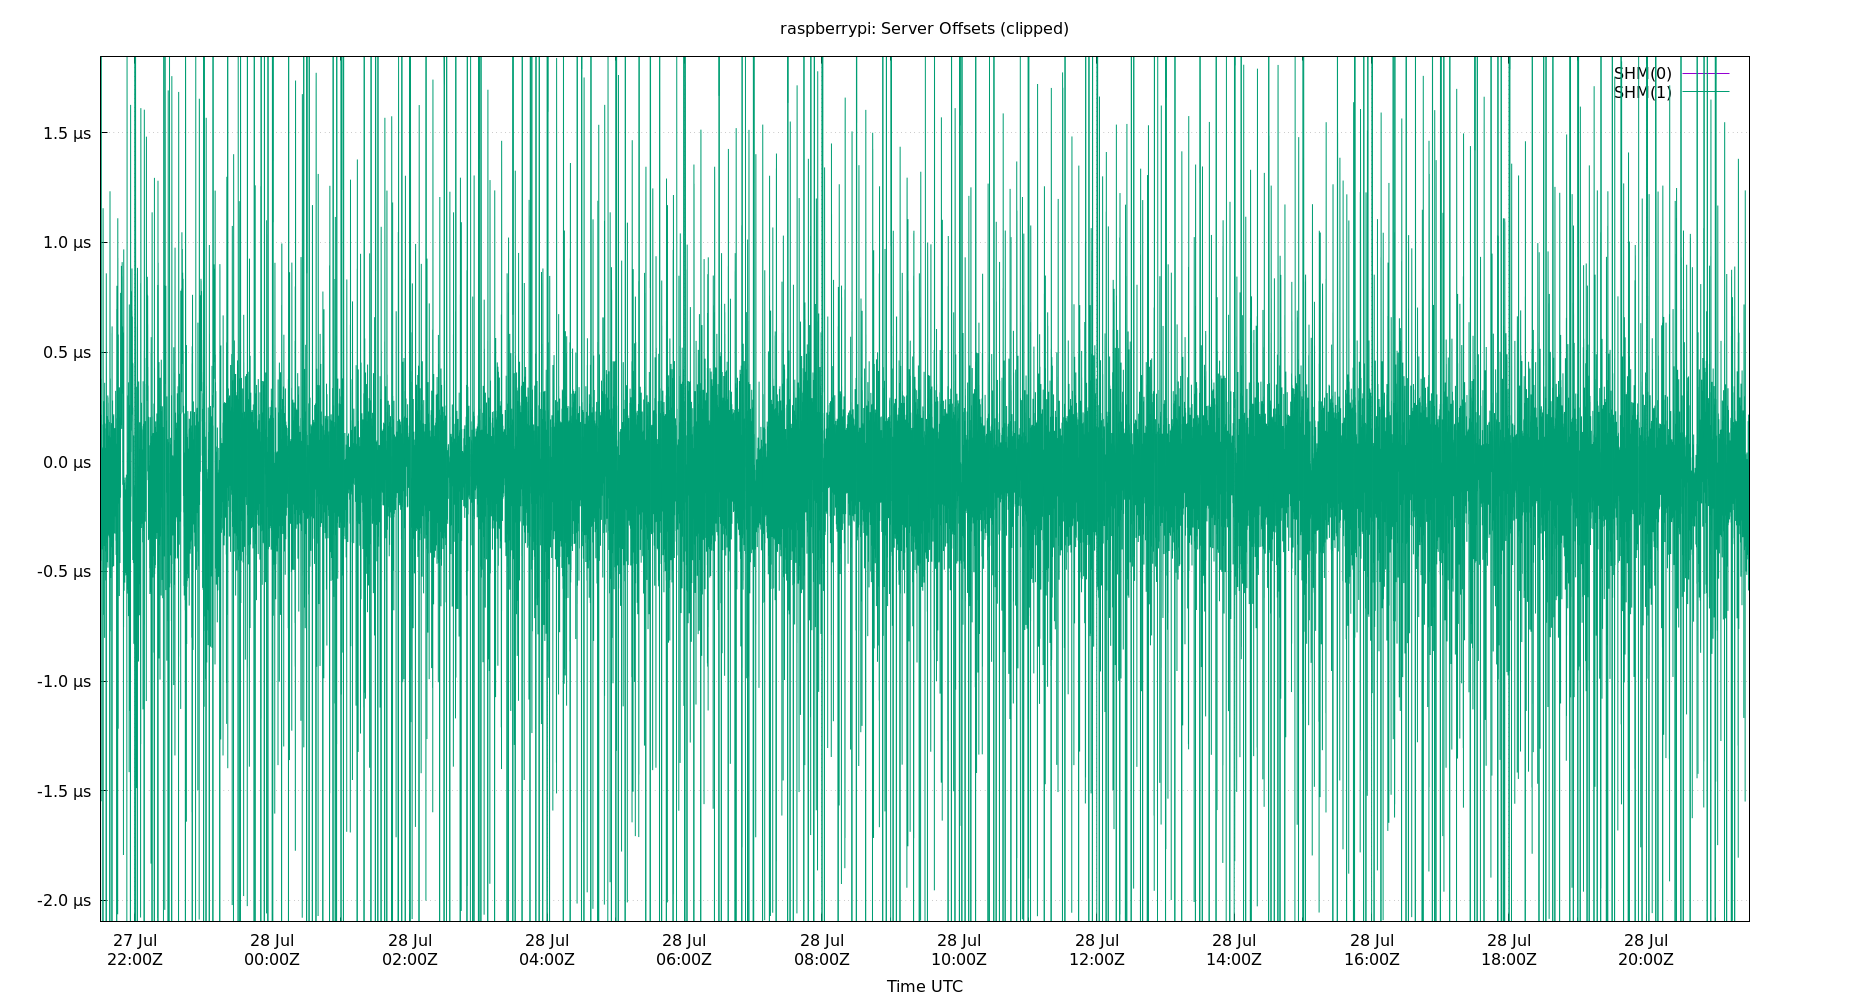 raspberrypi: Server Offsets (clipped)
SHM(0)
SHM(1)
1.5 µs
1.0 µs
0.5 µs
0.0 µs
-0.5 µs
-1.0 µs
-1.5 µs
-2.0 µs
27 Jul 28 Jul 28 Jul 28 Jul 28 Jul 28 Jul 28 Jul 28 Jul 28 Jul 28 Jul 28 Jul 28 Jul
22:00Z 00:00Z 02:00Z 04:00Z 06:00Z 08:00Z 10:00Z 12:00Z 14:00Z 16:00Z 18:00Z 20:00Z
Time UTC